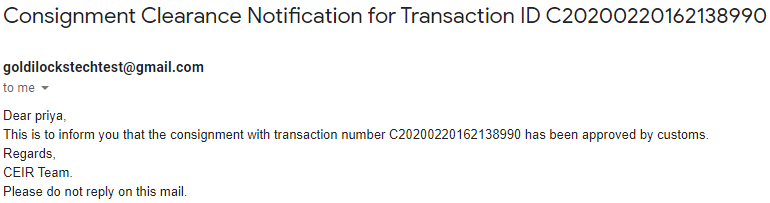 Consignment Clearance Notification for Transaction ID C20200220162138990
goldilockstechtest@gmail.com
to me
Dear priya,
This is to inform you that the consignment with transaction number C20200220162138990 has been approved by customs.
Regards,
CEIR Team.
Please do not reply on this mail.